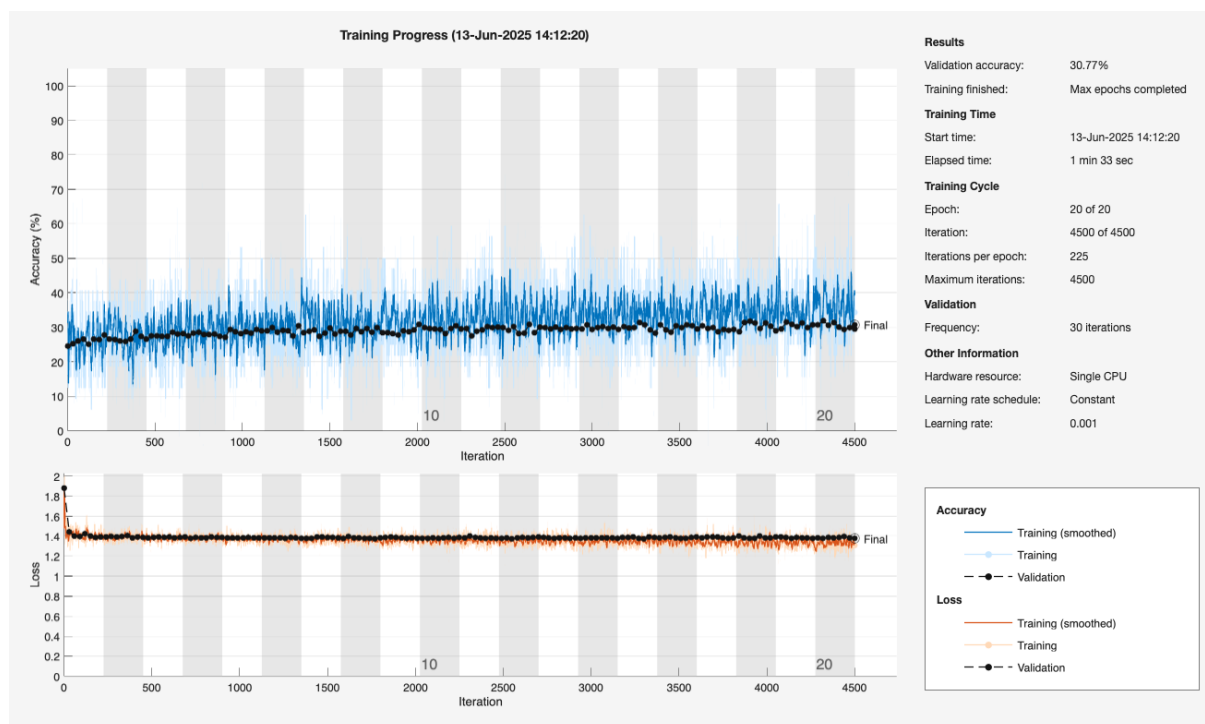 Training Progress (13-Jun-2025 14:12:20)
100
90
80
70
60
50
40
30
20
10
0
Accuracy (%)
Final
10
20
0 500 1000 1500 2000 2500 3000 3500 4000 4500
Iteration
2
1.8
1.6
1.4
1.2
1
0.8
0.6
0.4
0.2
0
Loss
Final
10
20
0 500 1000 1500 2000 2500 3000 3500 4000 4500
Iteration
Results
Validation accuracy: 30.77%
Training finished: Max epochs completed
Training Time
Start time: 13-Jun-2025 14:12:20
Elapsed time: 1 min 33 sec
Training Cycle
Epoch: 20 of 20
Iteration: 4500 of 4500
Iterations per epoch: 225
Maximum iterations: 4500
Validation
Frequency: 30 iterations
Other Information
Hardware resource: Single CPU
Learning rate schedule: Constant
Learning rate: 0.001
Accuracy
Training (smoothed)
Training
Validation
Loss
Training (smoothed)
Training
Validation